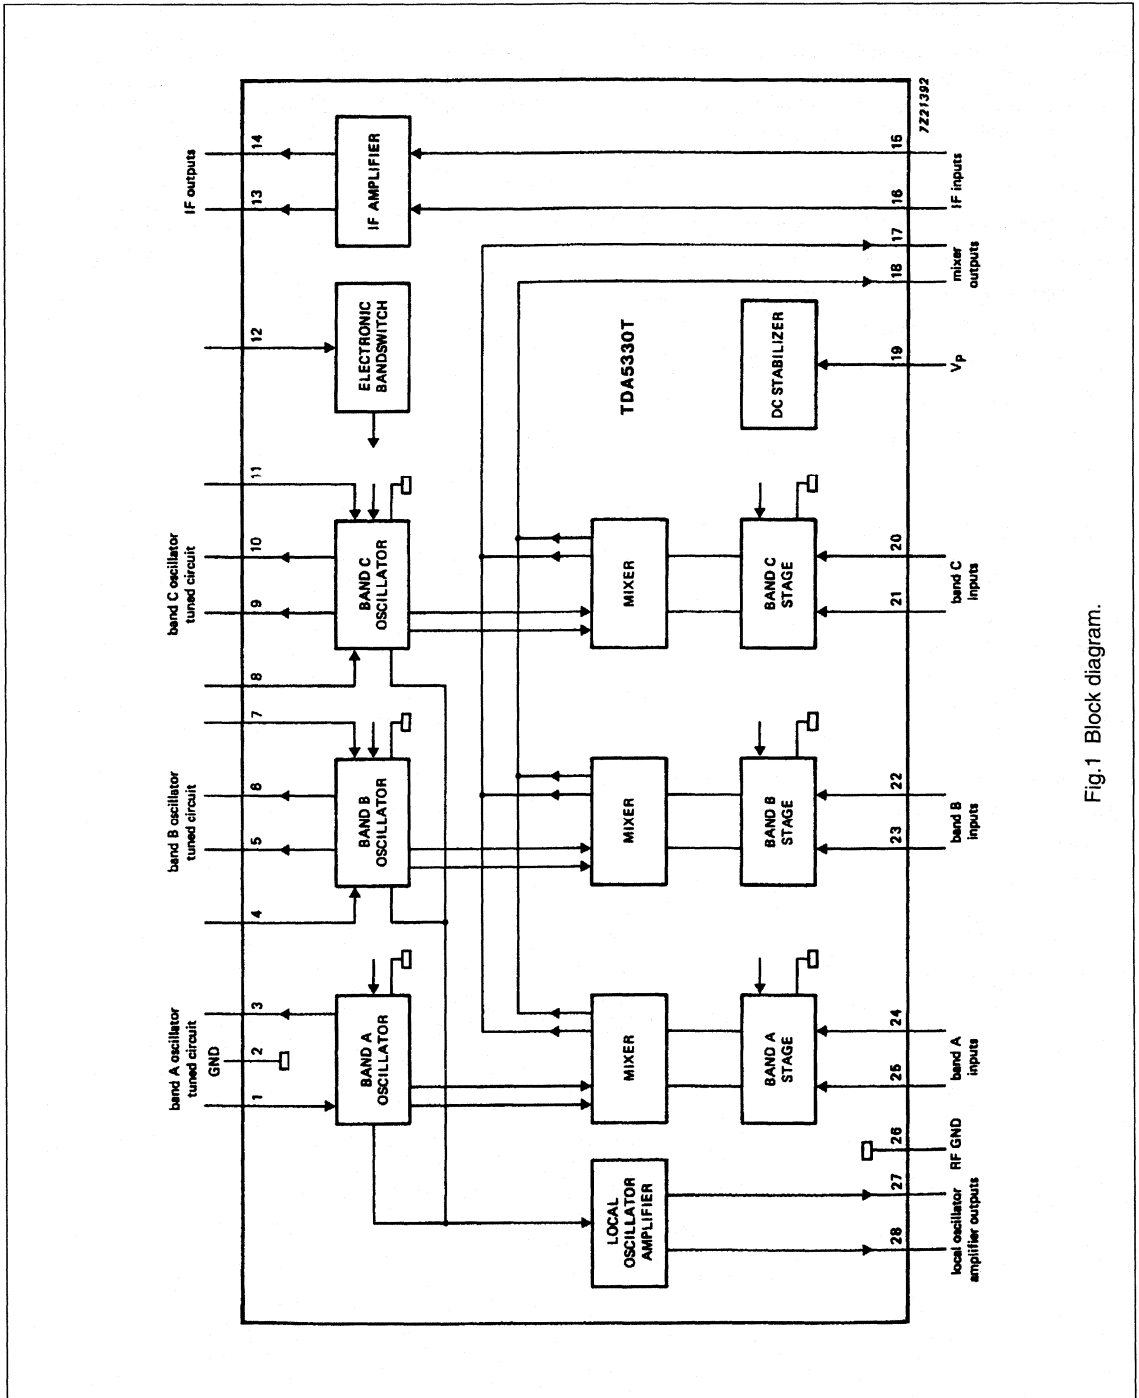 IF outputs
14
13
IF AMPLIFIER
15
16
IF inputs
7Z21392
12
ELECTRONIC
BANDSWITCH
17
18
mixer
outputs
TDA5330T
DC STABILIZER
19
Vp
band C oscillator
tuned circuit
11
10
9
8
BAND C
OSCILLATOR
MIXER
BAND C
STAGE
20
21
band C
inputs
band B oscillator
tuned circuit
7
6
5
4
BAND B
OSCILLATOR
MIXER
BAND B
STAGE
22
23
band B
inputs
band A oscillator
tuned circuit
GND
3
2
1
BAND A
OSCILLATOR
MIXER
BAND A
STAGE
24
25
band A
inputs
26
RF GND
LOCAL
OSCILLATOR
AMPLIFIER
27
28
local oscillator
amplifier outputs
Fig.1 Block diagram.